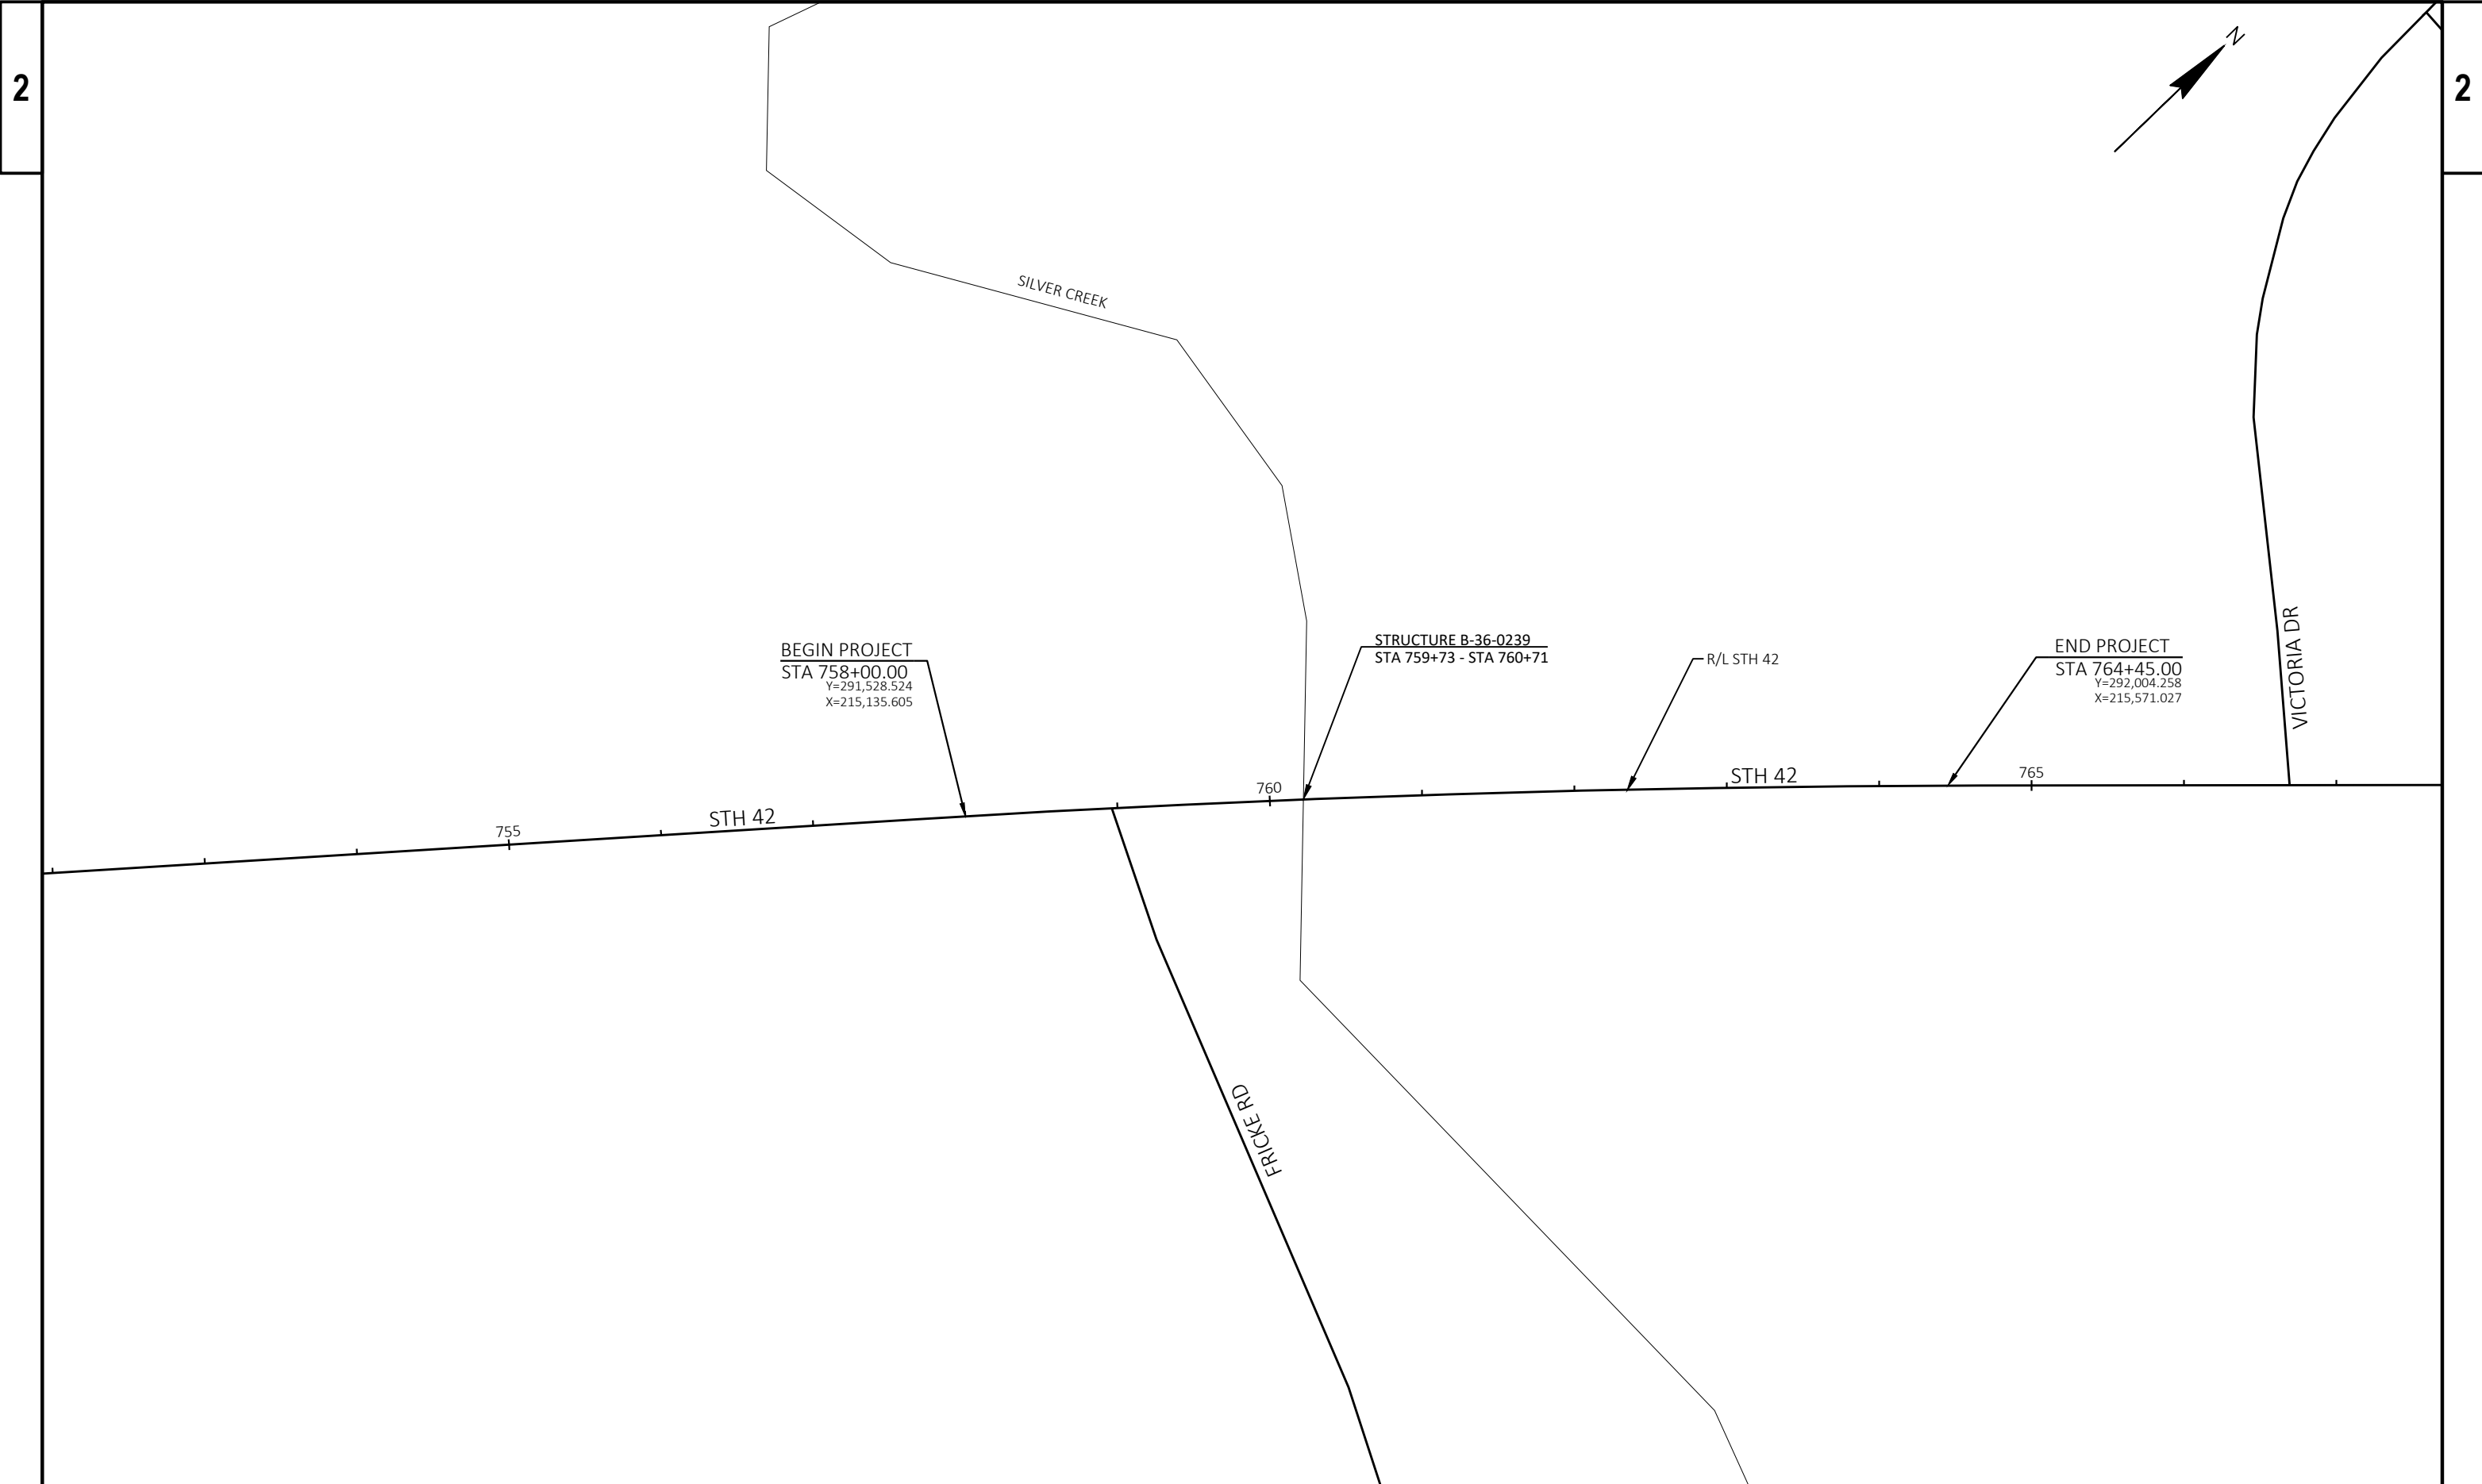 2
2
N
SILVER CREEK
BEGIN PROJECT
STA 758+00.00
Y=291,528.524
X=215,135.605
STRUCTURE B-36-0239
STA 759+73 - STA 760+71
R/L STH 42
END PROJECT
STA 764+45.00
Y=292,004.258
X=215,571.027
VICTORIA DR
755
STH 42
760
STH 42
765
FRICKE RD